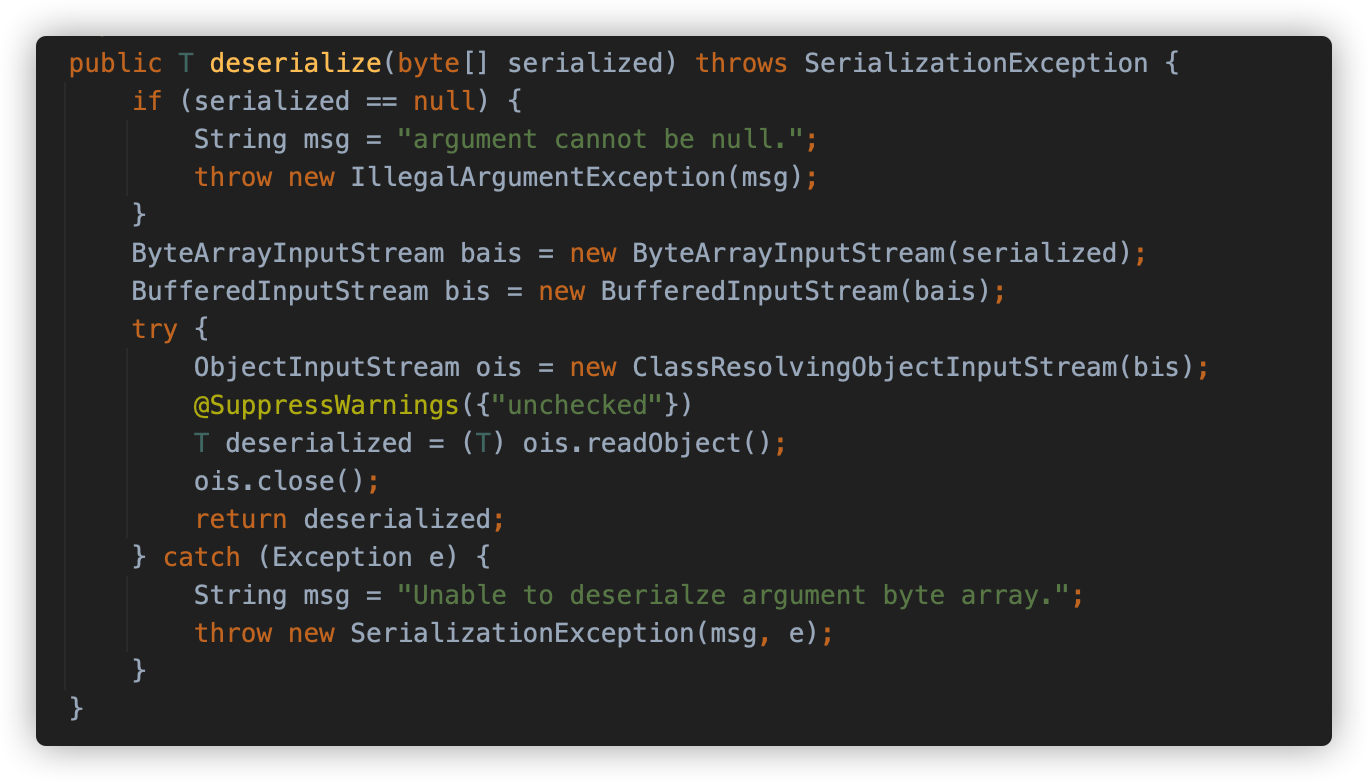 public T deserialize(byte[] serialized) throws SerializationException {
    if (serialized == null) {
        String msg = "argument cannot be null.";
        throw new IllegalArgumentException(msg);
    }
    ByteArrayInputStream bais = new ByteArrayInputStream(serialized);
    BufferedInputStream bis = new BufferedInputStream(bais);
    try {
        ObjectInputStream ois = new ClassResolvingObjectInputStream(bis);
        @SuppressWarnings({"unchecked"})
        T deserialized = (T) ois.readObject();
        ois.close();
        return deserialized;
    } catch (Exception e) {
        String msg = "Unable to deserialze argument byte array.";
        throw new SerializationException(msg, e);
    }
}